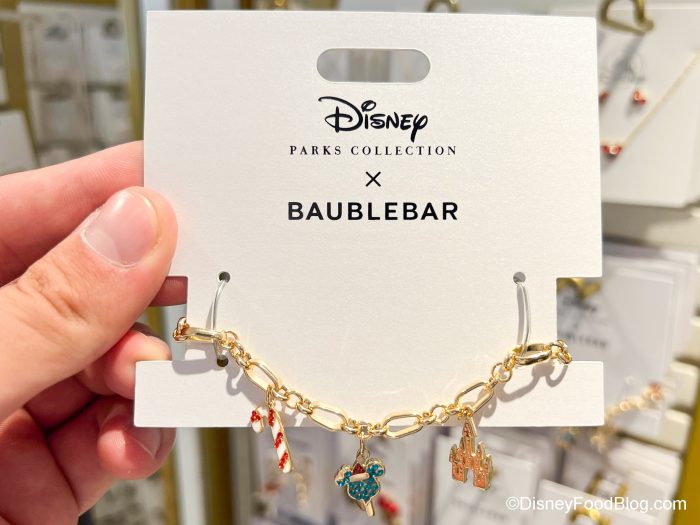 Disney
PARKS COLLECTION
×
BAUBLEBAR
©DisneyFoodBlog.com